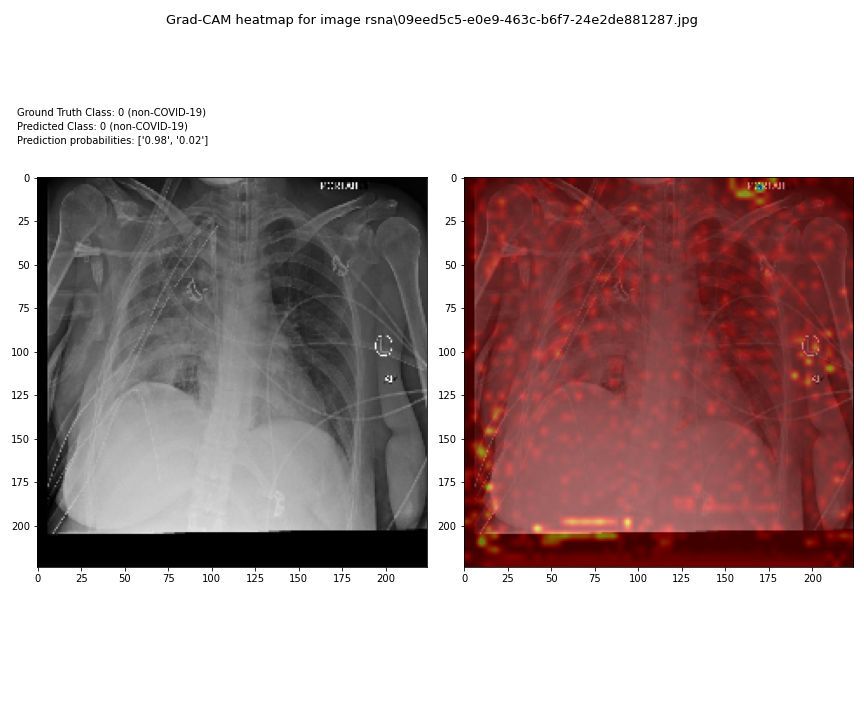 Grad-CAM heatmap for image rsna\09eed5c5-e0e9-463c-b6f7-24e2de881287.jpg
Ground Truth Class: 0 (non-COVID-19)
Predicted Class: 0 (non-COVID-19)
Prediction probabilities: ['0.98', '0.02']
0
25
50
75
100
125
150
175
200
0 25 50 75 100 125 150 175 200
L
0
25
50
75
100
125
150
175
200
0 25 50 75 100 125 150 175 200
L